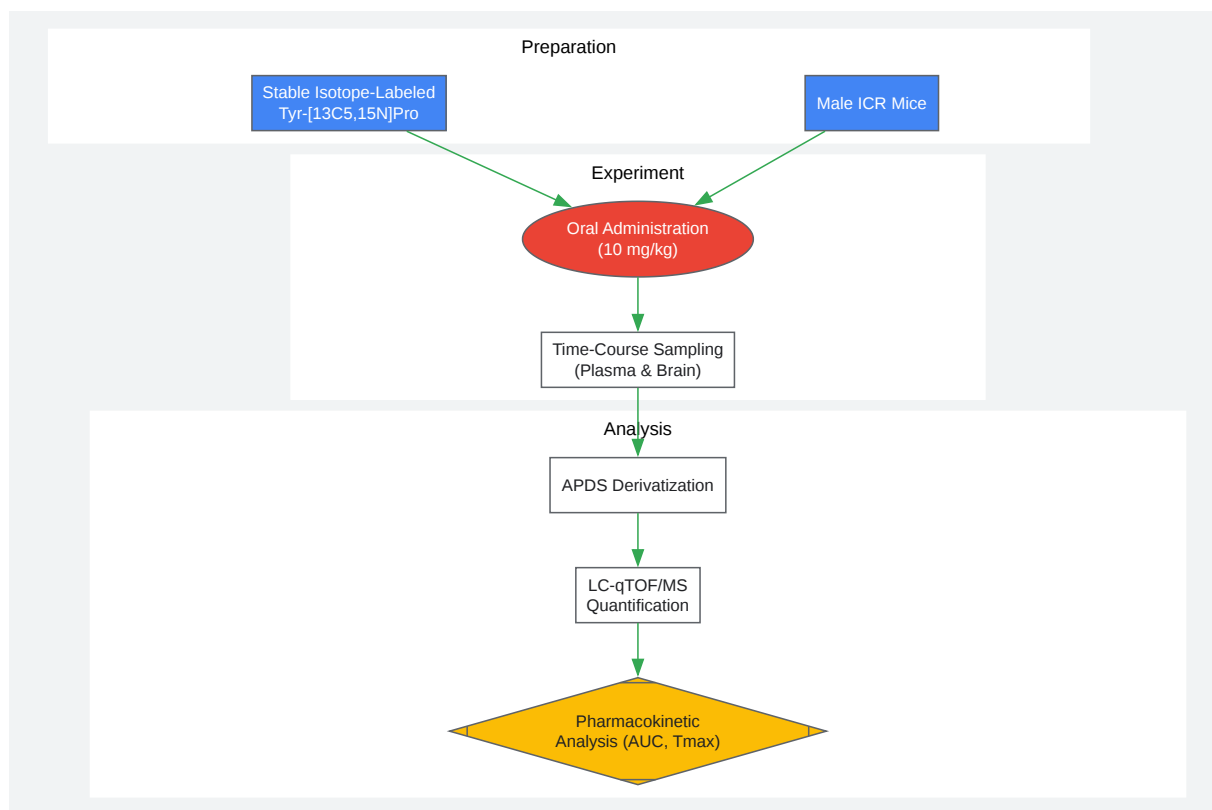 Preparation
Stable Isotope-Labeled
Tyr-[13C5,15N]Pro
Male ICR Mice
Experiment
Oral Administration
(10 mg/kg)
Time-Course Sampling
(Plasma & Brain)
Analysis
APDS Derivatization
LC-qTOF/MS
Quantification
Pharmacokinetic
Analysis (AUC, Tmax)